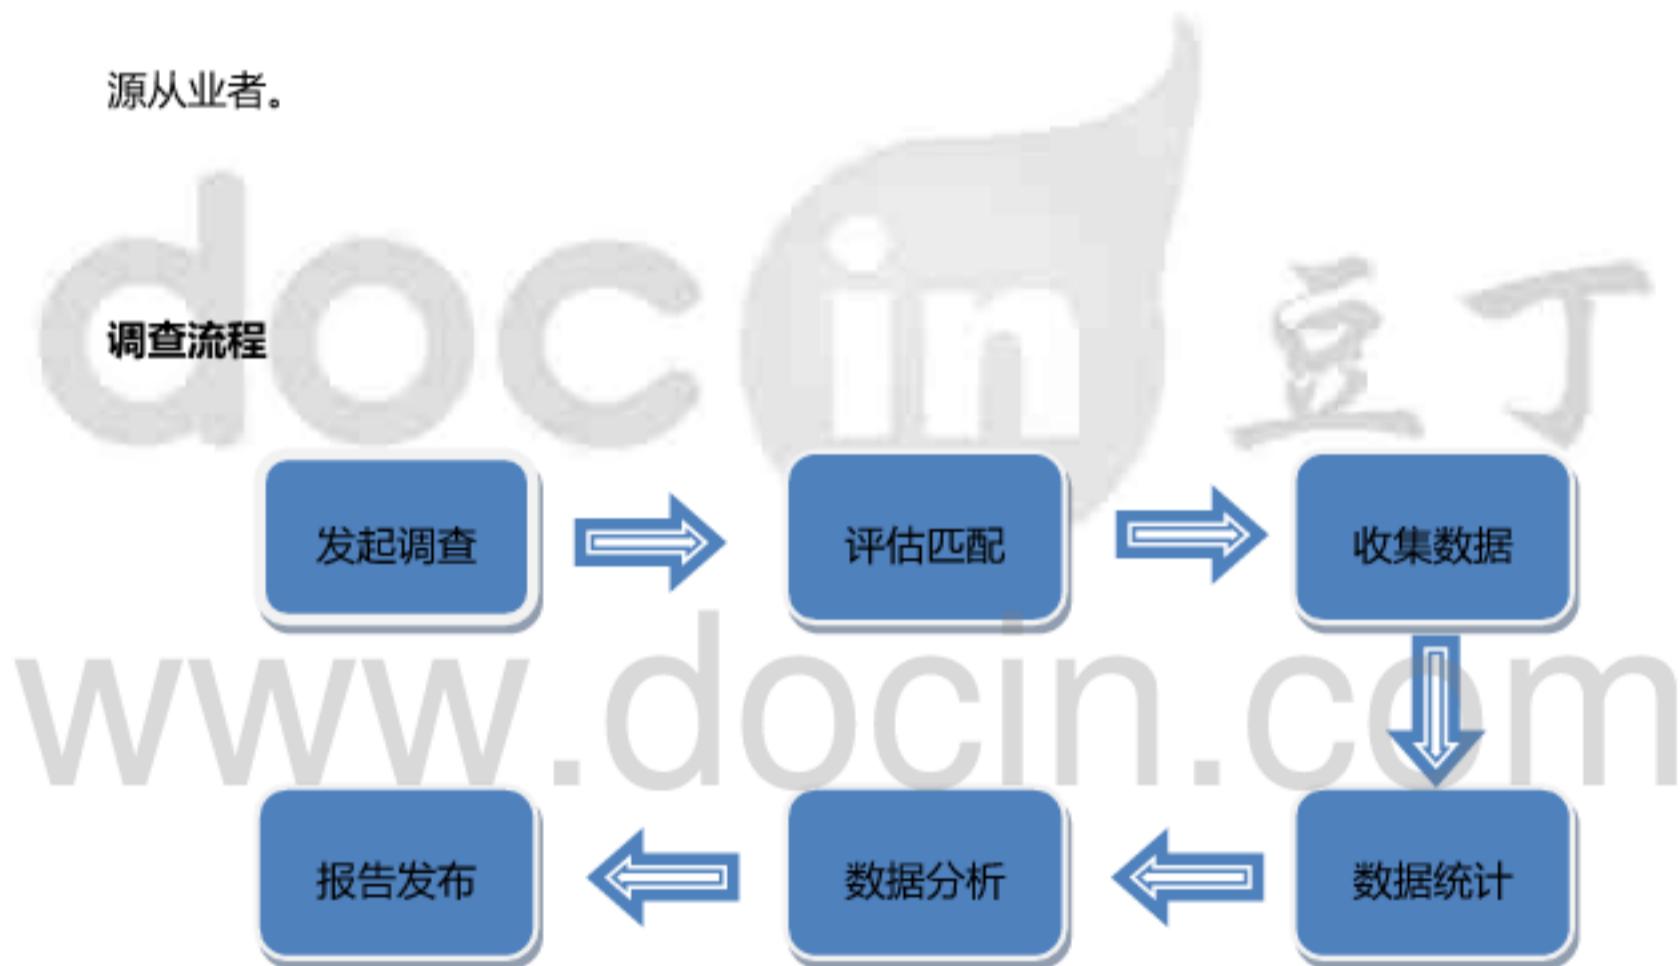 源从业者。
docin 豆丁
调查流程
发起调查
评估匹配
收集数据
www.docin.com
数据统计
数据分析
报告发布